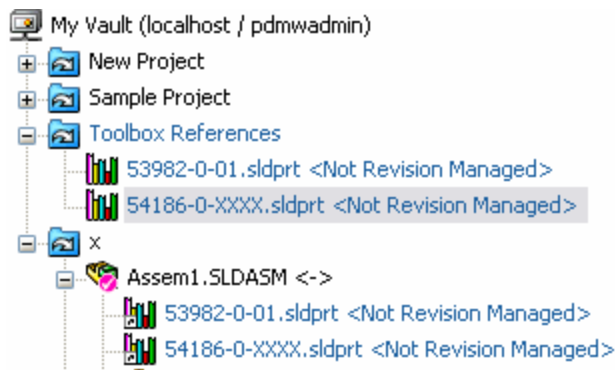 My Vault (localhost / pdmwadmin)
New Project
Sample Project
Toolbox References
53982-0-01.sldprt <Not Revision Managed>
54186-0-XXXX.sldprt <Not Revision Managed>
x
Assem1.SLDASM <->
53982-0-01.sldprt <Not Revision Managed>
54186-0-XXXX.sldprt <Not Revision Managed>